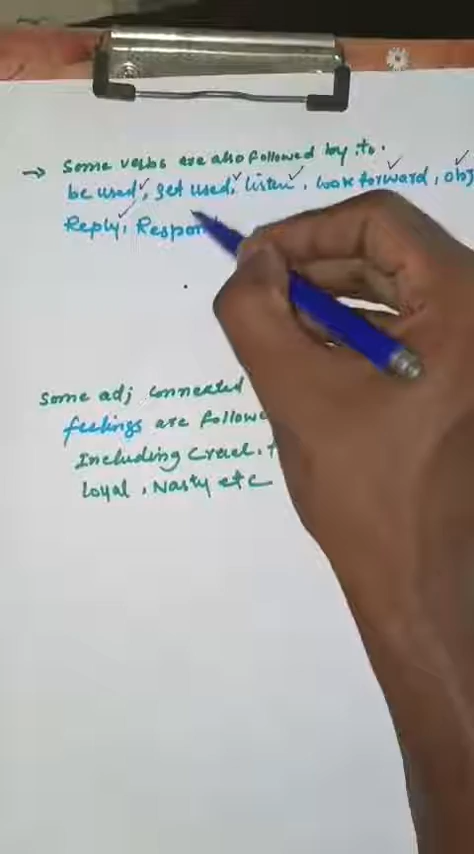 → Some verbs are also followed by to.
be used, get used, listen, look forward, obj
Reply, Respon
Some adj connected
feelings are followe
Including Cruel,
Loyal, Nasty etc